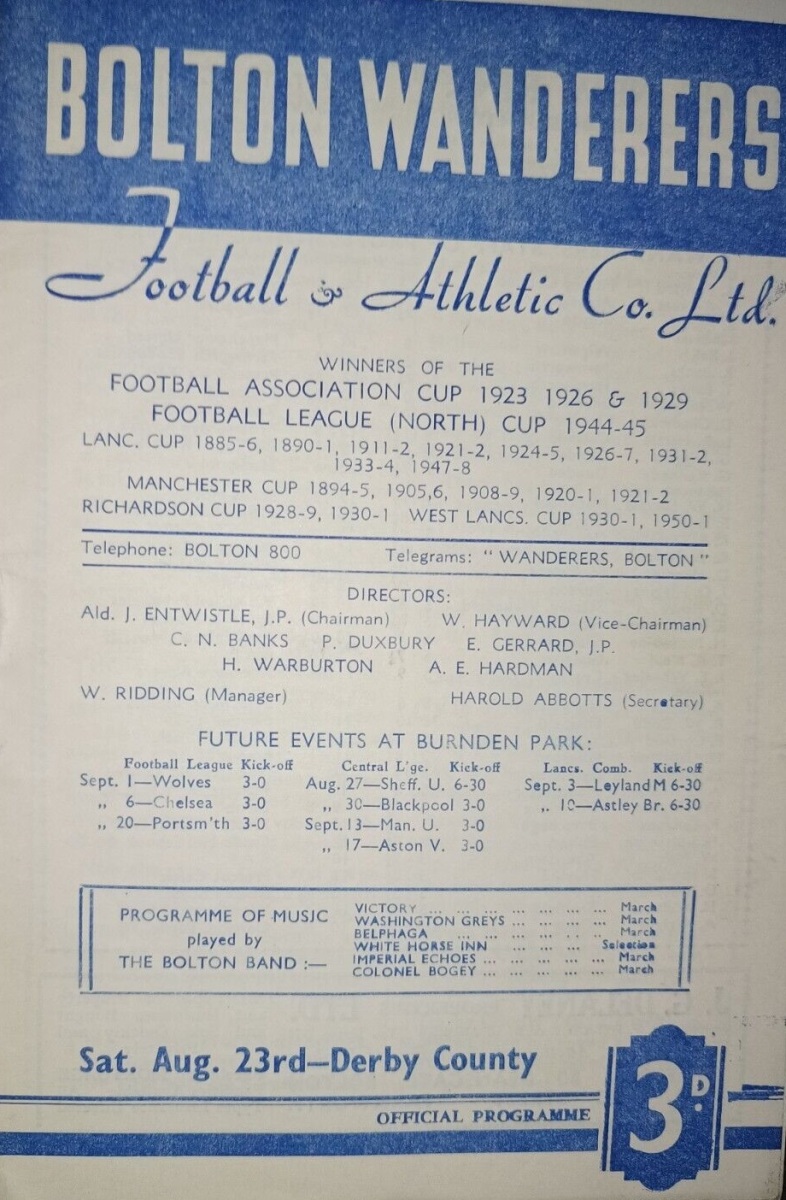 BOLTON WANDERERS
Football & Athletic Co. Ltd.
WINNERS OF THE
FOOTBALL ASSOCIATION CUP 1923 1926 & 1929
FOOTBALL LEAGUE (NORTH) CUP 1944-45
LANC. CUP 1885-6, 1890-1, 1911-2, 1921-2, 1924-5, 1926-7, 1931-2,
1933-4, 1947-8
MANCHESTER CUP 1894-5, 1905,6, 1908-9, 1920-1, 1921-2
RICHARDSON CUP 1928-9, 1930-1 WEST LANCS. CUP 1930-1, 1950-1
Telephone: BOLTON 800 Telegrams: "WANDERERS, BOLTON"
DIRECTORS:
Ald. J. ENTWISTLE, J.P. (Chairman) W. HAYWARD (Vice-Chairman)
C. N. BANKS P. DUXBURY E. GERRARD, J.P.
H. WARBURTON A. E. HARDMAN
W. RIDDING (Manager) HAROLD ABBOTTS (Secretary)
FUTURE EVENTS AT BURNDEN PARK:
Football League Kick-off Central L'ge. Kick-off Lancs. Comb. Kick-off
Sept. 1—Wolves 3-0 Aug. 27—Sheff. U. 6-30 Sept. 3—Leyland M 6-30
„ 6—Chelsea 3-0 „ 30—Blackpool 3-0 „ 10—Astley Br. 6-30
„ 20—Portsm'th 3-0 Sept. 13—Man. U. 3-0
„ 17—Aston V. 3-0
PROGRAMME OF MUSIC
played by
THE BOLTON BAND :—
VICTORY ... ... ... ... ... March
WASHINGTON GREYS ... ... ... ... March
BELPHAGA ... ... ... ... ... March
WHITE HORSE INN ... ... ... Selection
IMPERIAL ECHOES ... ... ... ... ... March
COLONEL BOGEY ... ... ... ... ... March
Sat. Aug. 23rd—Derby County
OFFICIAL PROGRAMME
3D.